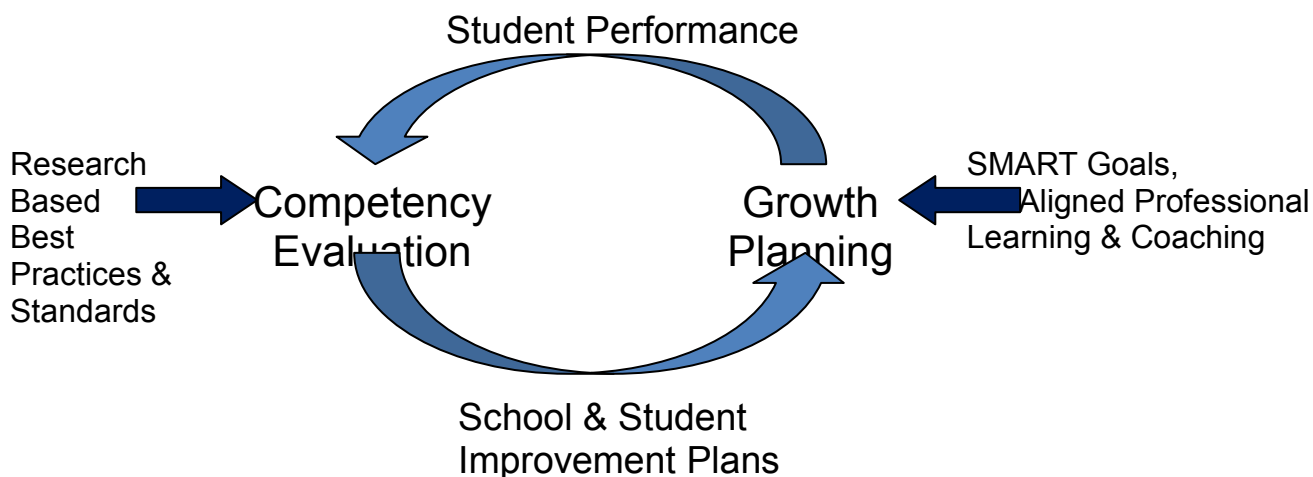 Student Performance
Research
Based
Best
Practices &
Standards
Competency
Evaluation
Growth
Planning
SMART Goals,
Aligned Professional
Learning & Coaching
School & Student
Improvement Plans